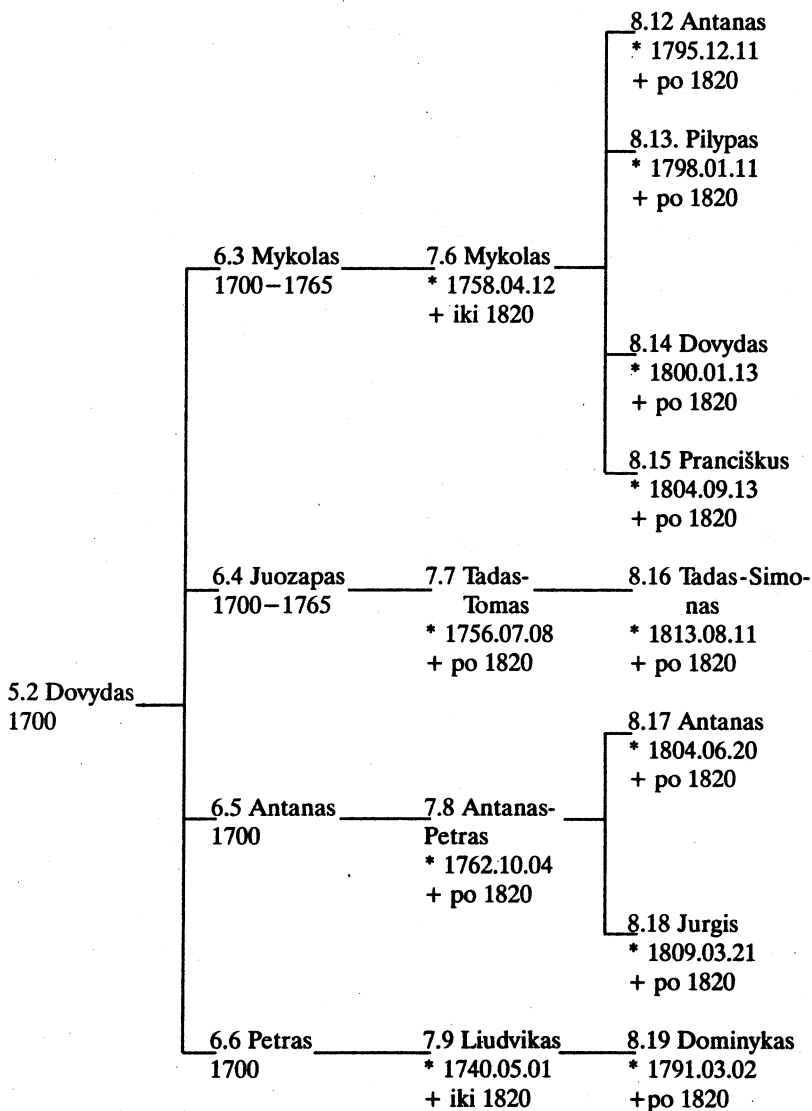 8.12 Antanas
* 1795.12.11
+ po 1820
8.13. Pilypas
* 1798.01.11
+ po 1820
6.3 Mykolas
1700–1765
7.6 Mykolas
* 1758.04.12
+ iki 1820
8.14 Dovydas
* 1800.01.13
+ po 1820
8.15 Pranciškus
* 1804.09.13
+ po 1820
6.4 Juozapas
1700–1765
7.7 Tadas-
Tomas
* 1756.07.08
+ po 1820
8.16 Tadas-Simo-
nas
* 1813.08.11
+ po 1820
5.2 Dovydas
1700
8.17 Antanas
* 1804.06.20
+ po 1820
6.5 Antanas
1700
7.8 Antanas-
Petras
* 1762.10.04
+ po 1820
8.18 Jurgis
* 1809.03.21
+ po 1820
6.6 Petras
1700
7.9 Liudvikas
* 1740.05.01
+ iki 1820
8.19 Dominykas
* 1791.03.02
+po 1820